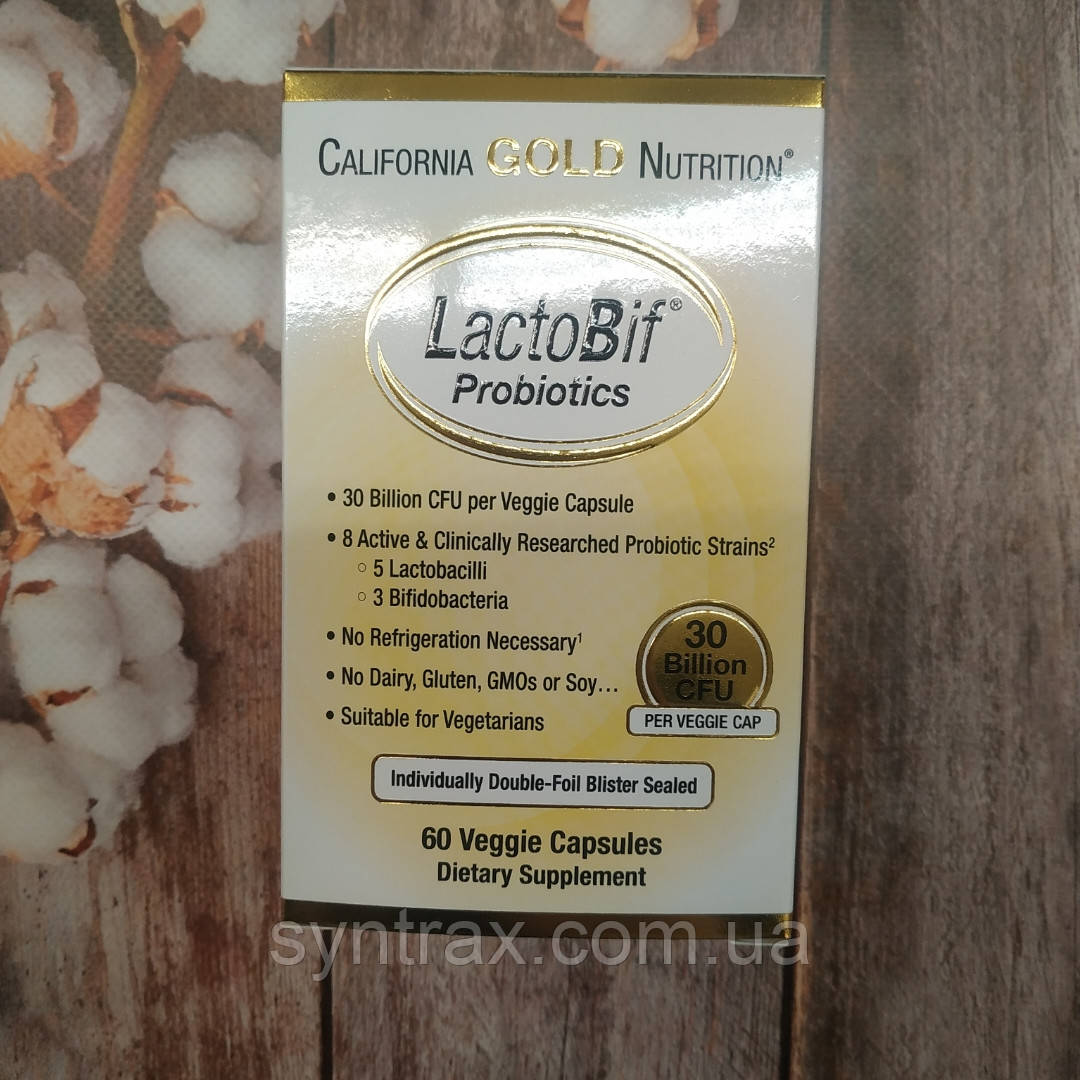 CALIFORNIA GOLD NUTRITION®
LactoBif®
Probiotics
• 30 Billion CFU per Veggie Capsule
• 8 Active & Clinically Researched Probiotic Strains²
○ 5 Lactobacilli
○ 3 Bifidobacteria
• No Refrigeration Necessary¹
• No Dairy, Gluten, GMOs or Soy...
• Suitable for Vegetarians
30
Billion
CFU
PER VEGGIE CAP
Individually Double-Foil Blister Sealed
60 Veggie Capsules
Dietary Supplement
syntrax.com.ua